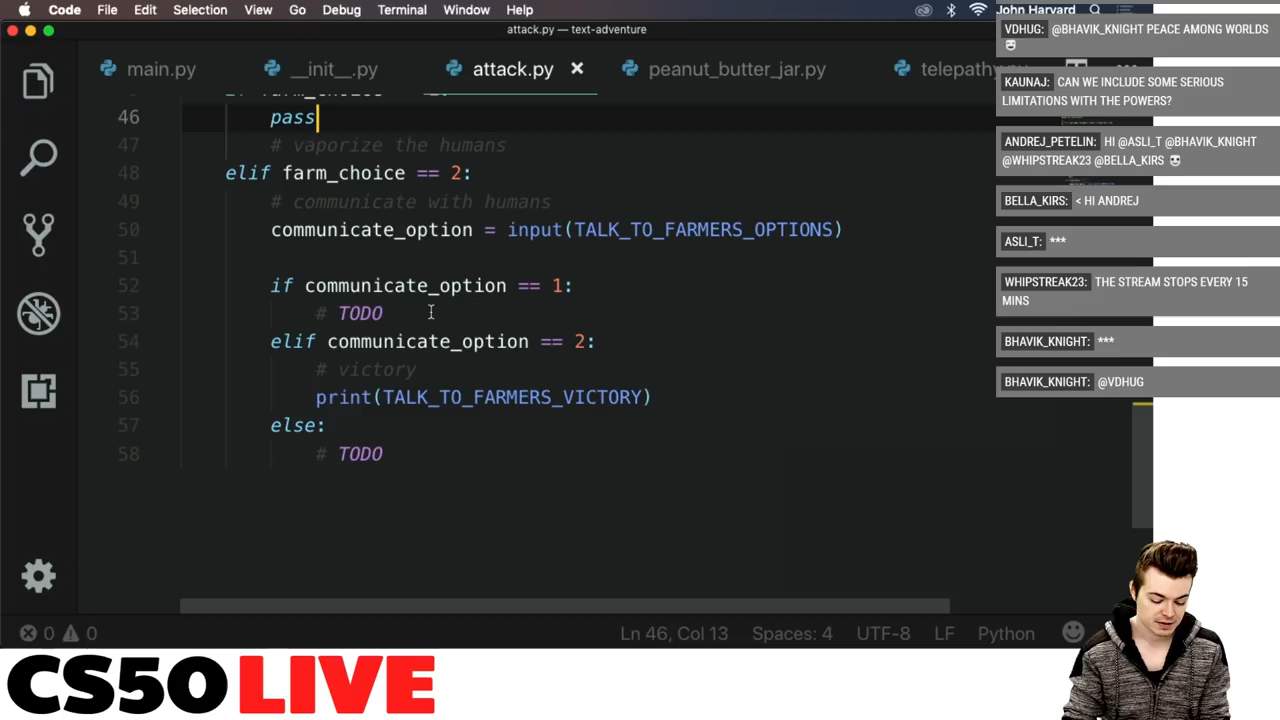 Code File Edit Selection View Go Debug Terminal Window Help John Harvard
attack.py — text-adventure
main.py __init__.py attack.py × peanut_butter_jar.py
46 pass
47 # vaporize the humans
48 elif farm_choice == 2:
49 # communicate with humans
50 communicate_option = input(TALK_TO_FARMERS_OPTIONS)
51
52 if communicate_option == 1:
53 # TODO
54 elif communicate_option == 2:
55 # victory
56 print(TALK_TO_FARMERS_VICTORY)
57 else:
58 # TODO
0 0 Ln 46, Col 13 Spaces: 4 UTF-8 LF Python
VDHUG: @BHAVIK_KNIGHT PEACE AMONG WORLDS
KAUNAJ: CAN WE INCLUDE SOME SERIOUS
LIMITATIONS WITH THE POWERS?
ANDREJ_PETELIN: HI @ASLI_T @BHAVIK_KNIGHT
@WHIPSTREAK23 @BELLA_KIRS
BELLA_KIRS: < HI ANDREJ
ASLI_T: ***
WHIPSTREAK23: THE STREAM STOPS EVERY 15
MINS
BHAVIK_KNIGHT: ***
BHAVIK_KNIGHT: @VDHUG
CS50 LIVE